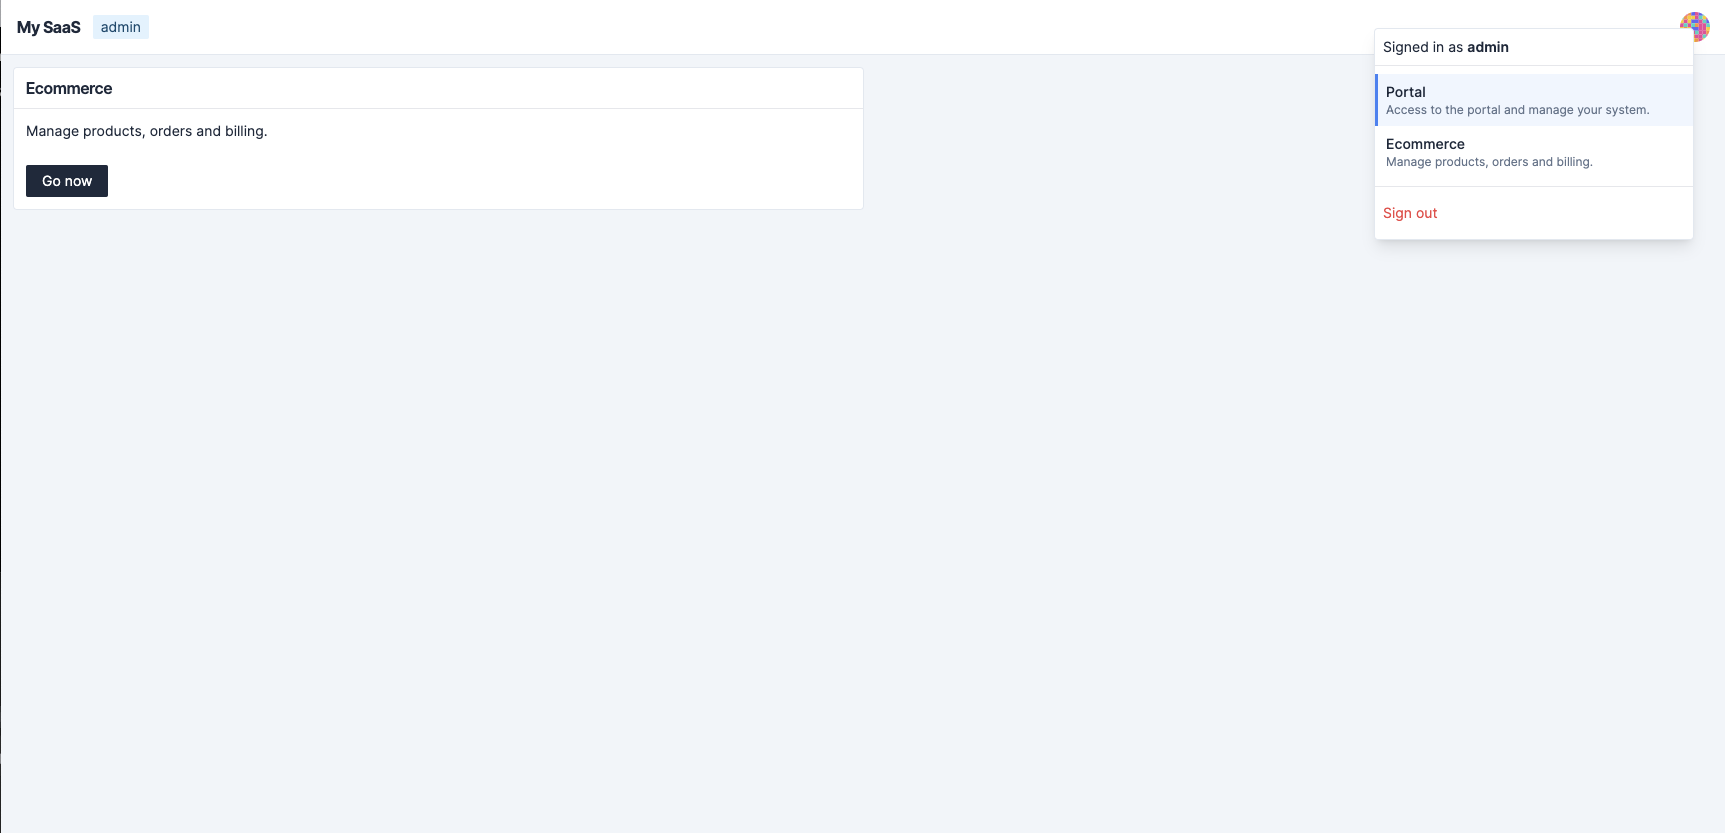 My SaaS admin
Ecommerce
Manage products, orders and billing.
Go now
Signed in as admin
Portal
Access to the portal and manage your system.
Ecommerce
Manage products, orders and billing.
Sign out